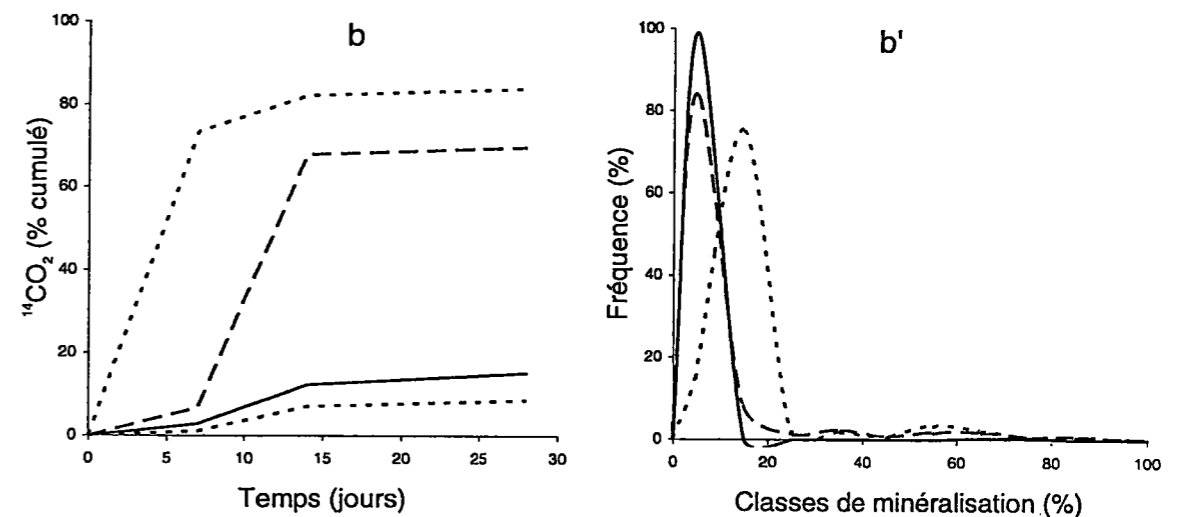 b
100
80
60
40
20
0
¹⁴CO₂ (% cumulé)
0 5 10 15 20 25 30
Temps (jours)
b'
100
80
60
40
20
0
Fréquence (%)
0 20 40 60 80 100
Classes de minéralisation (%)